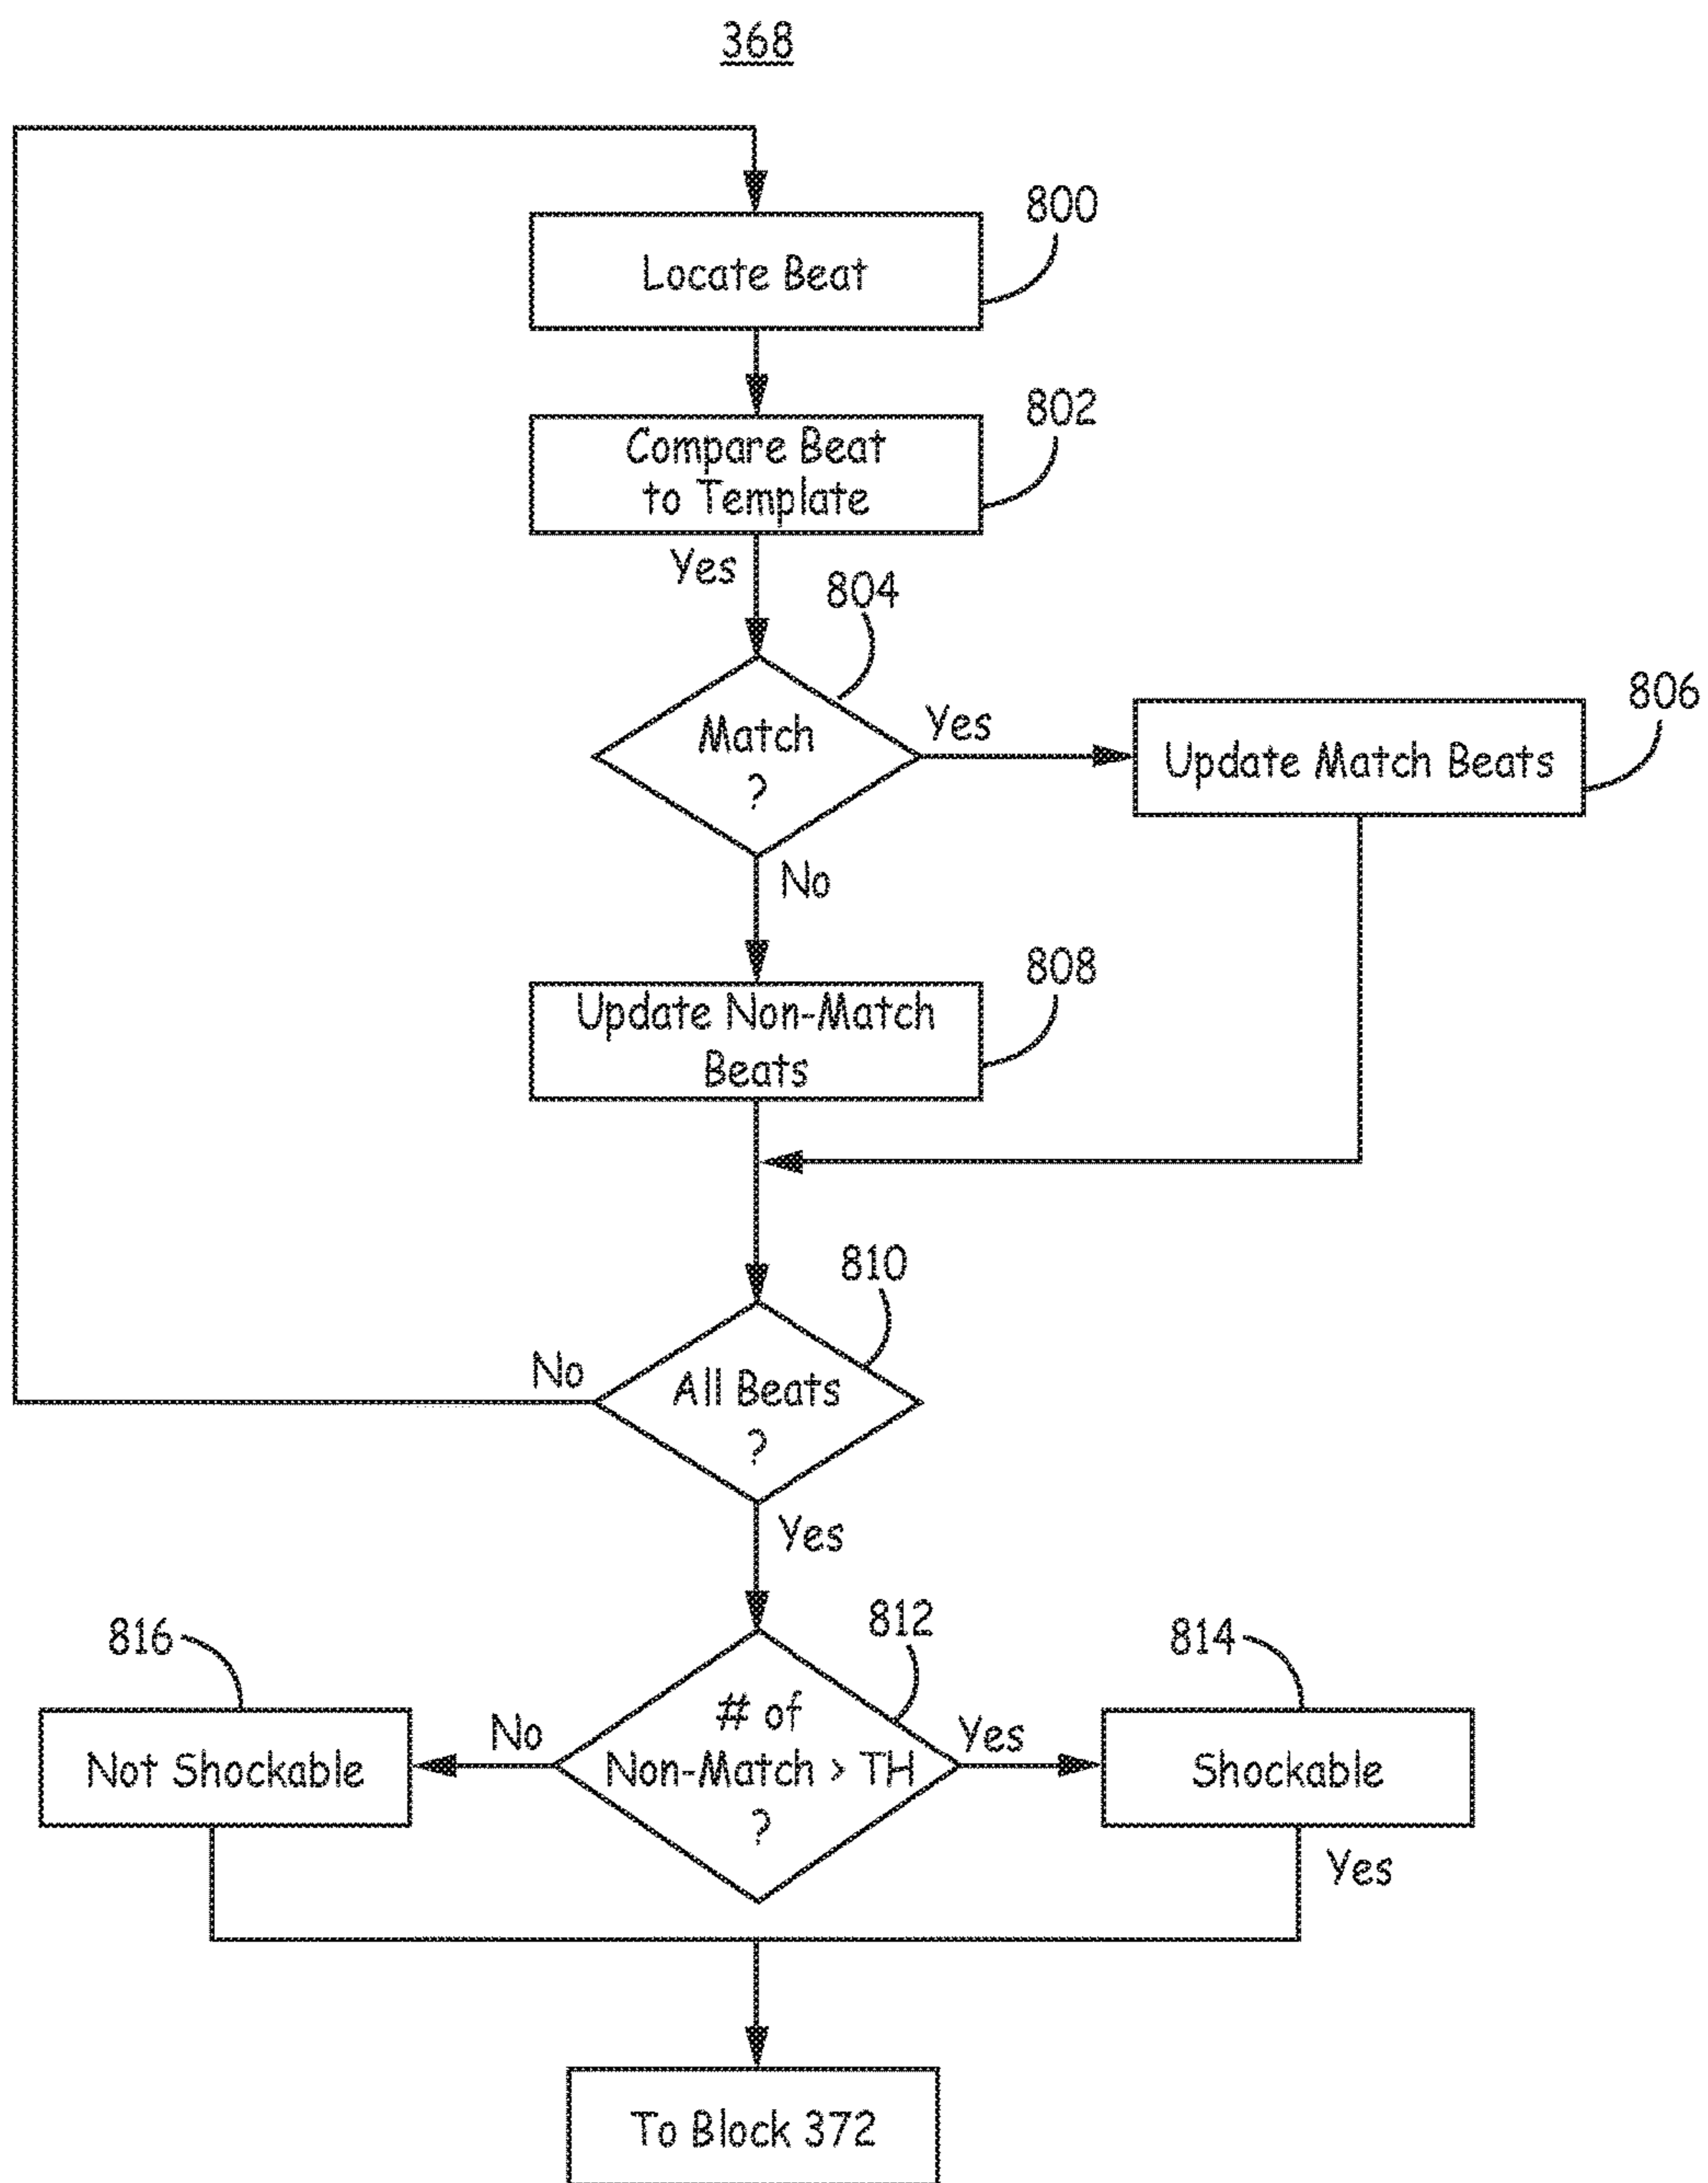 368
800
Locate Beat
802
Compare Beat
to Template
Yes
804
Match
?
Yes
806
Update Match Beats
No
808
Update Non-Match
Beats
810
All Beats
?
No
Yes
812
# of
Non-Match > TH
?
816
No
Not Shockable
814
Yes
Shockable
Yes
To Block 372